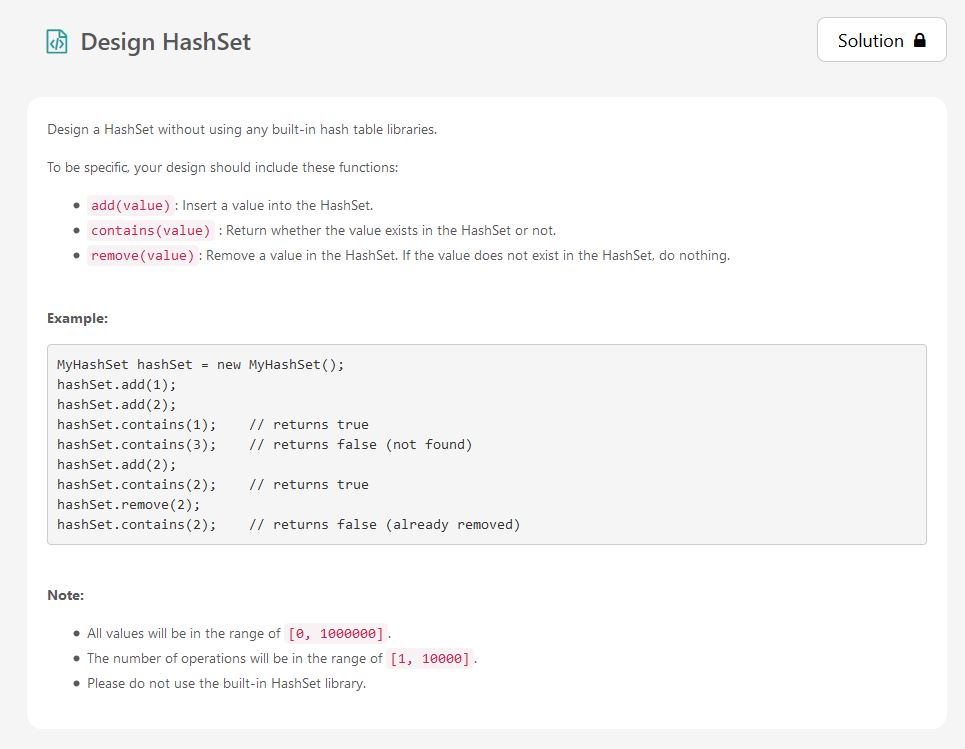 Design HashSet
Solution
Design a HashSet without using any built-in hash table libraries.
To be specific, your design should include these functions:
add(value) : Insert a value into the HashSet.
contains(value) : Return whether the value exists in the HashSet or not.
remove(value) : Remove a value in the HashSet. If the value does not exist in the HashSet, do nothing.
Example:
MyHashSet hashSet = new MyHashSet();
hashSet.add(1);
hashSet.add(2);
hashSet.contains(1);    // returns true
hashSet.contains(3);    // returns false (not found)
hashSet.add(2);
hashSet.contains(2);    // returns true
hashSet.remove(2);
hashSet.contains(2);    // returns false (already removed)
Note:
All values will be in the range of [0, 1000000] .
The number of operations will be in the range of [1, 10000] .
Please do not use the built-in HashSet library.